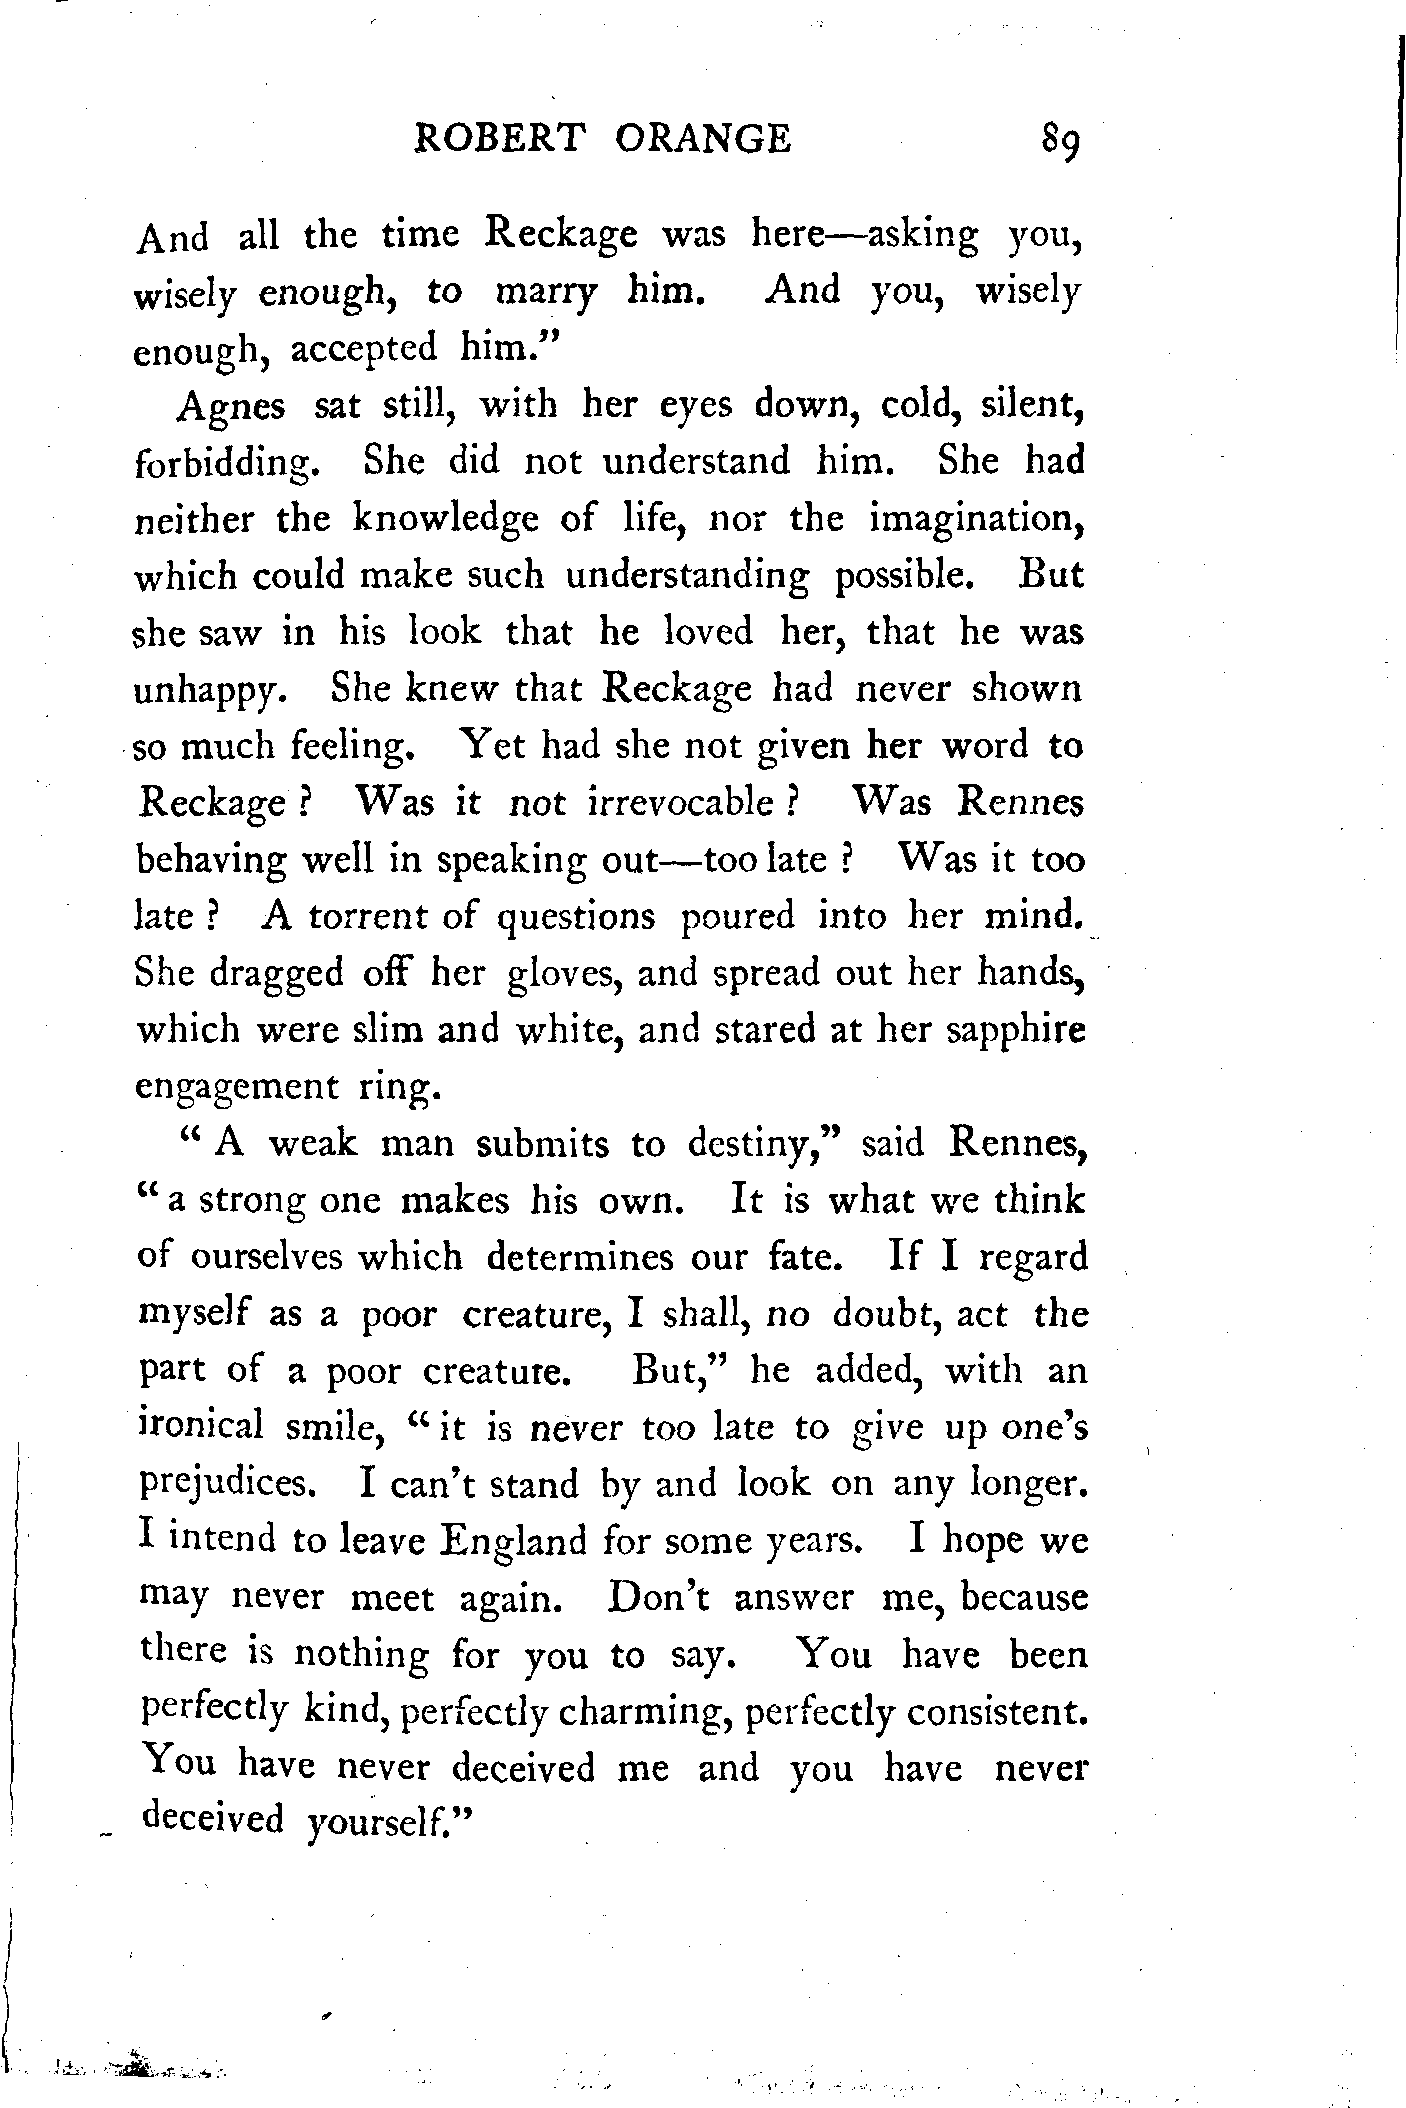 ROBERT ORANGE 89
And all the time Reckage was here—asking you,
wisely enough, to marry him. And you, wisely
enough, accepted him."
Agnes sat still, with her eyes down, cold, silent,
forbidding. She did not understand him. She had
neither the knowledge of life, nor the imagination,
which could make such understanding possible. But
she saw in his look that he loved her, that he was
unhappy. She knew that Reckage had never shown
so much feeling. Yet had she not given her word to
Reckage ? Was it not irrevocable ? Was Rennes
behaving well in speaking out—too late ? Was it too
late ? A torrent of questions poured into her mind.
She dragged off her gloves, and spread out her hands,
which were slim and white, and stared at her sapphire
engagement ring.
" A weak man submits to destiny," said Rennes,
" a strong one makes his own. It is what we think
of ourselves which determines our fate. If I regard
myself as a poor creature, I shall, no doubt, act the
part of a poor creature. But," he added, with an
ironical smile, " it is never too late to give up one's
prejudices. I can't stand by and look on any longer.
I intend to leave England for some years. I hope we
may never meet again. Don't answer me, because
there is nothing for you to say. You have been
perfectly kind, perfectly charming, perfectly consistent.
You have never deceived me and you have never
deceived yourself."